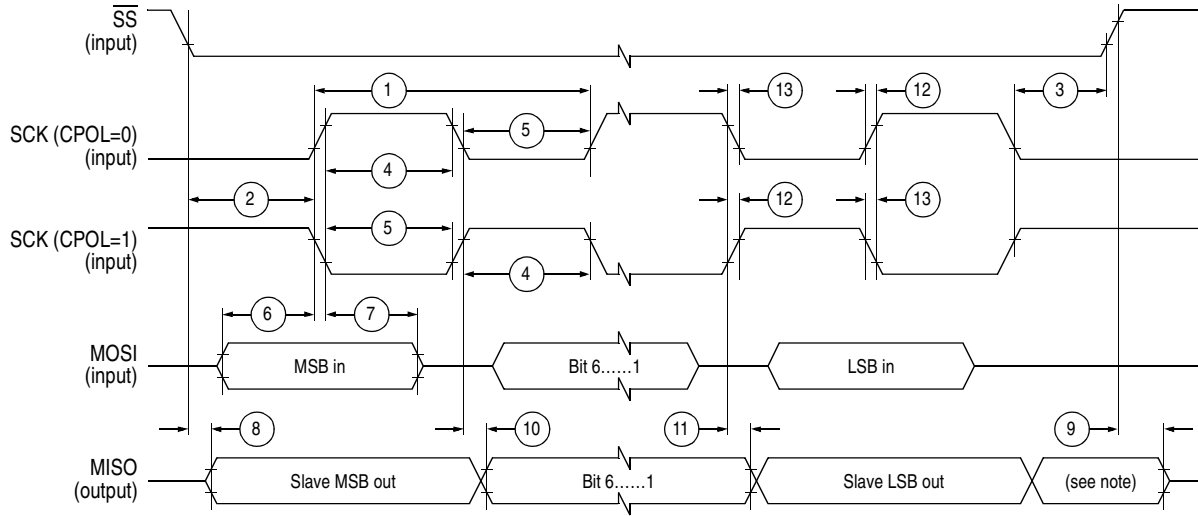 SS
(input)
1
13
12
3
SCK (CPOL=0)
(input)
5
4
2
12
13
SCK (CPOL=1)
(input)
5
4
6
7
MOSI
(input)
MSB in
Bit 6......1
LSB in
8
10
11
9
MISO
(output)
Slave MSB out
Bit 6......1
Slave LSB out
(see note)